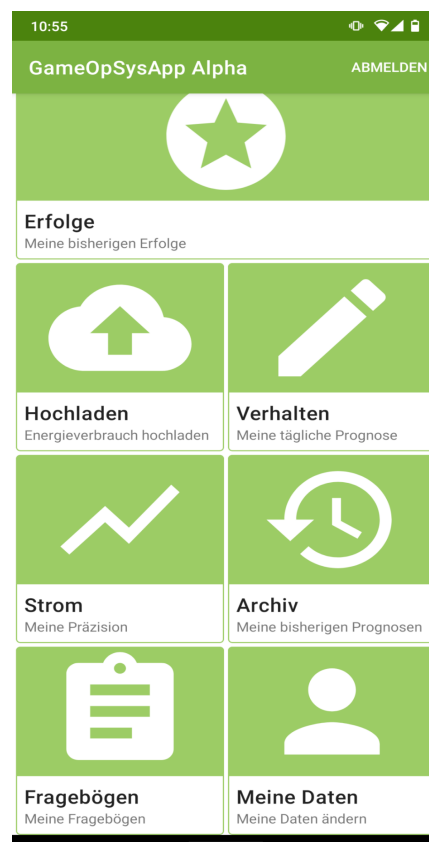 10:55
GameOpSysApp Alpha
ABMELDEN
Erfolge
Meine bisherigen Erfolge
Hochladen
Energieverbrauch hochladen
Verhalten
Meine tägliche Prognose
Strom
Meine Präzision
Archiv
Meine bisherigen Prognosen
Fragebögen
Meine Fragebögen
Meine Daten
Meine Daten ändern